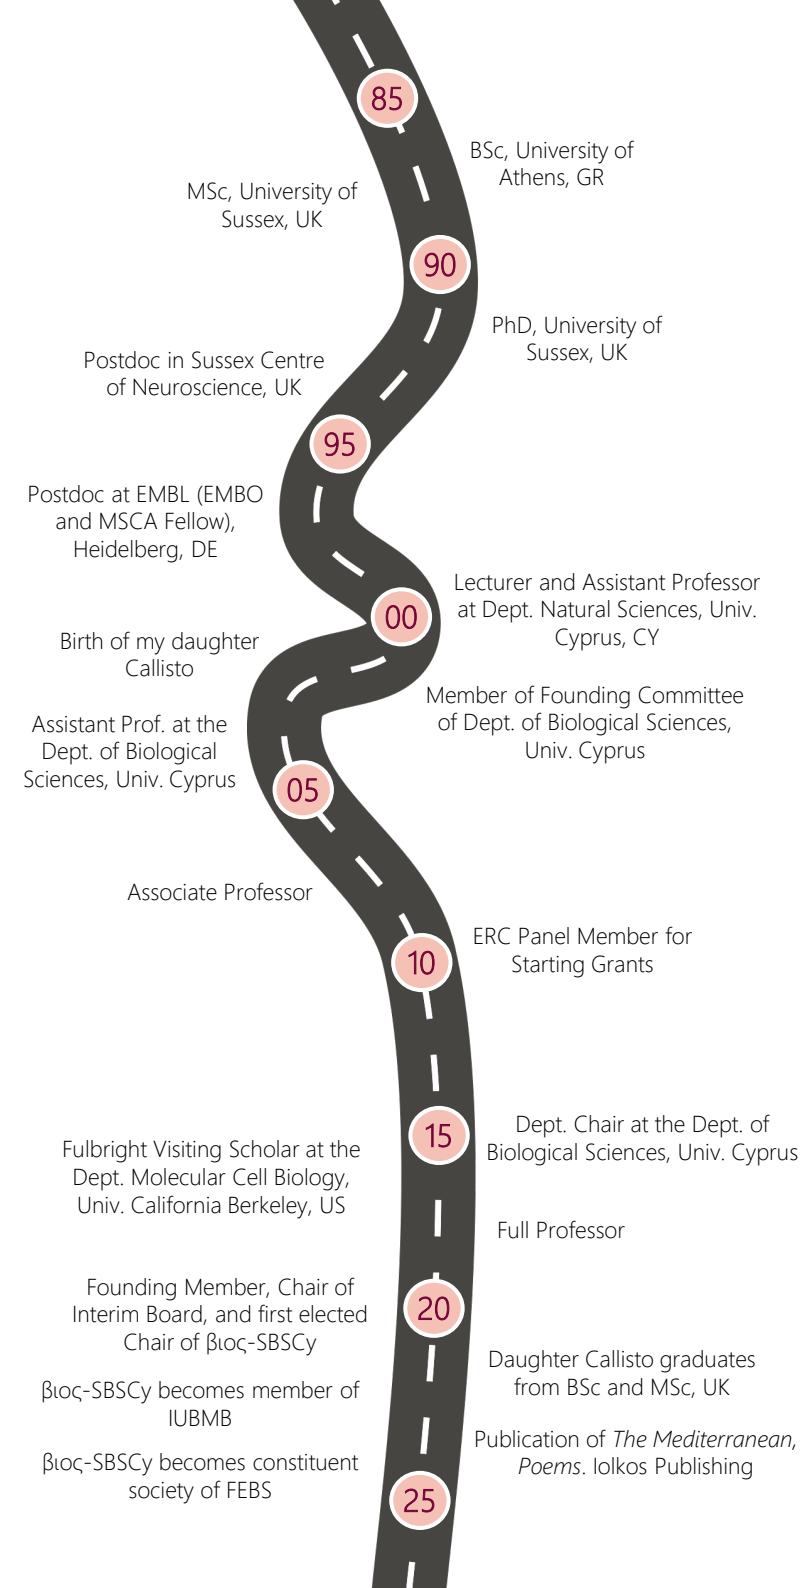 85
BSc, University of
Athens, GR
MSc, University of
Sussex, UK
90
PhD, University of
Sussex, UK
Postdoc in Sussex Centre
of Neuroscience, UK
95
Postdoc at EMBL (EMBO
and MSCA Fellow),
Heidelberg, DE
Lecturer and Assistant Professor
at Dept. Natural Sciences, Univ.
Cyprus, CY
00
Birth of my daughter
Callisto
Member of Founding Committee
of Dept. of Biological Sciences,
Univ. Cyprus
Assistant Prof. at the
Dept. of Biological
Sciences, Univ. Cyprus
05
Associate Professor
ERC Panel Member for
Starting Grants
10
15
Dept. Chair at the Dept. of
Biological Sciences, Univ. Cyprus
Fulbright Visiting Scholar at the
Dept. Molecular Cell Biology,
Univ. California Berkeley, US
Full Professor
Founding Member, Chair of
Interim Board, and first elected
Chair of βιος-SBSCy
20
Daughter Callisto graduates
from BSc and MSc, UK
βιος-SBSCy becomes member of
IUBMB
Publication of The Mediterranean,
Poems. Iolkos Publishing
βιος-SBSCy becomes constituent
society of FEBS
25